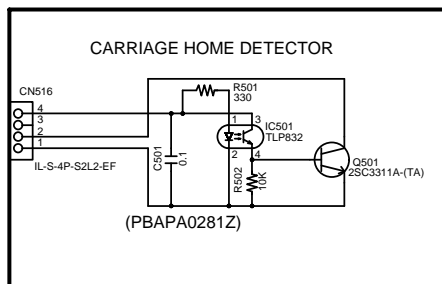 CARRIAGE HOME DETECTOR
CN516
4
3
2
1
IL-S-4P-S2L2-EF
R501
330
1
3
IC501
TLP832
2
4
C501
0.1
R502
10K
Q501
2SC3311A-(TA)
(PBAPA0281Z)